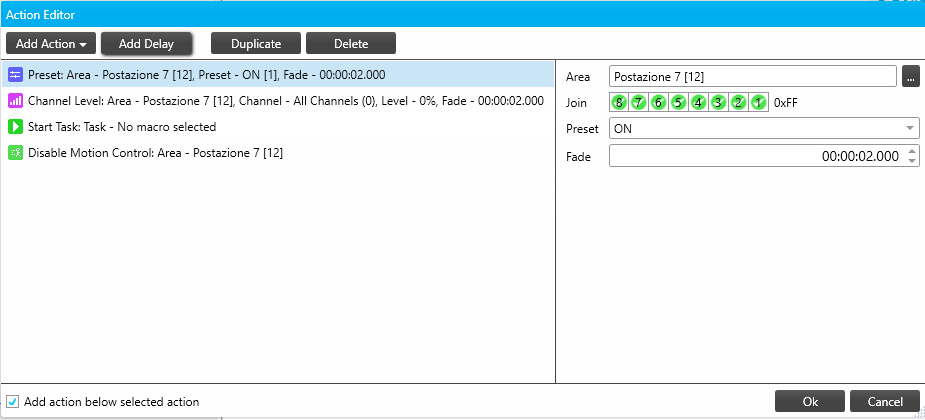 Action Editor
Add Action Add Delay Duplicate Delete
Preset: Area - Postazione 7 [12], Preset - ON [1], Fade - 00:00:02.000
Channel Level: Area - Postazione 7 [12], Channel - All Channels (0), Level - 0%, Fade - 00:00:02.000
Start Task: Task - No macro selected
Disable Motion Control: Area - Postazione 7 [12]
Area Postazione 7 [12] ...
Join 8 7 6 5 4 3 2 1 0xFF
Preset ON
Fade 00:00:02.000
Add action below selected action
Ok Cancel